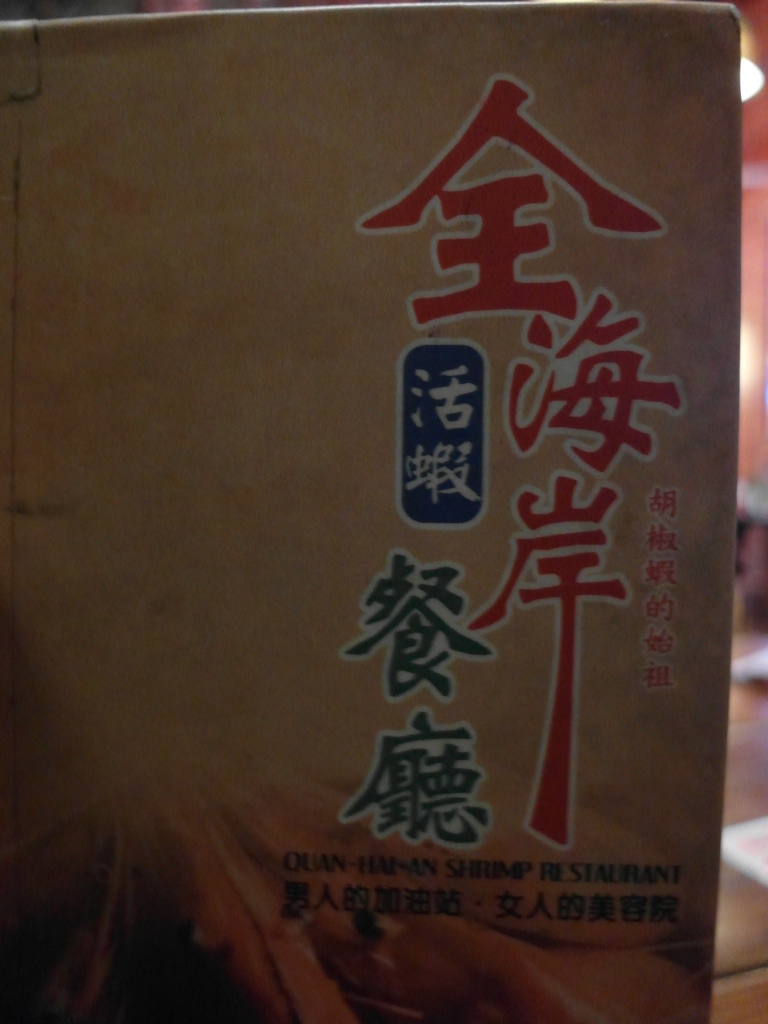 全海岸
活蝦
餐廳
胡椒蝦的始祖
QUAN-HAI-AN SHRIMP RESTAURANT
男人的加油站·女人的美容院